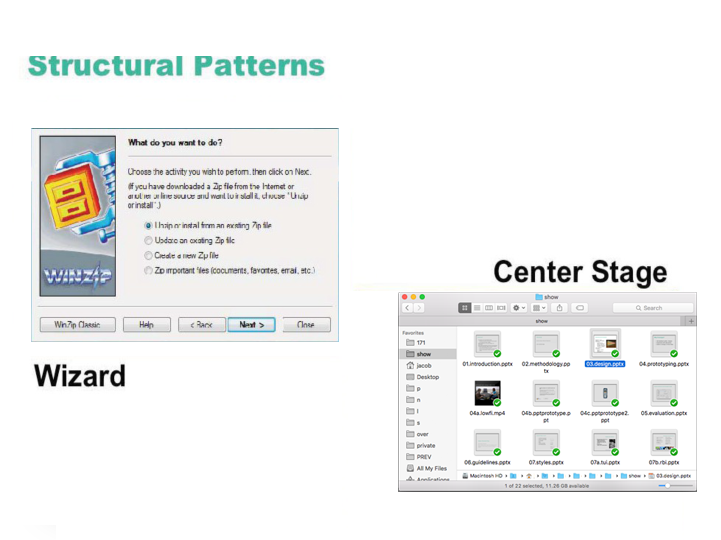 Structural Patterns
What do you want to do?
Choose the activity you wish to perform, then click on Next.
(If you have downloaded a Zip file from the Internet or
another online source and want to install it, choose "Unzip
or install".)
Unzip or install from an existing Zip file
Update an existing Zip file
Create a new Zip file
Zip important files (documents, favorites, email, etc.)
WINZIP
WinZip Classic Help < Back Next > Close
Wizard
Center Stage
show
Search
show
Favorites
171
show
jacob
Desktop
p
n
l
s
over
private
PREV
All My Files
Applications
01.introduction.pptx 02.methodology.pp
tx
03.design.pptx 04.prototyping.pptx
04a.lowfi.mp4 04b.pptprototype.p
pt
04c.pptprototype2.
ppt
05.evaluation.pptx
06.guidelines.pptx 07.styles.pptx 07a.tui.pptx 07b.rbi.pptx
Macintosh HD show 03.design.pptx
1 of 22 selected, 11.26 GB available